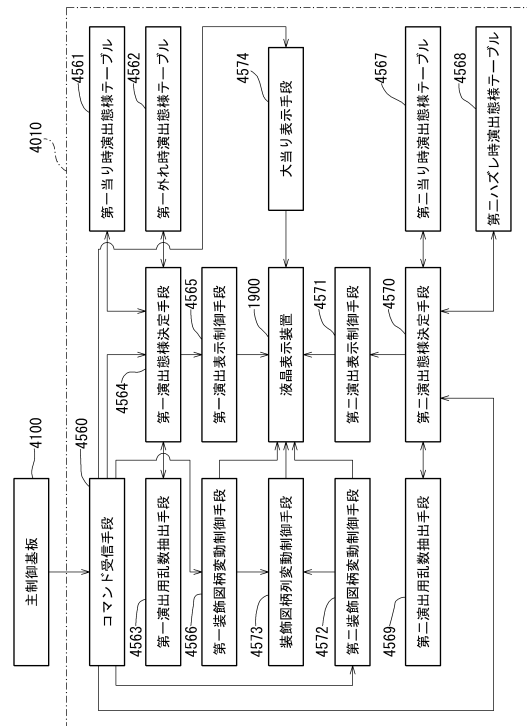 主制御基板
4100
4010
コマンド受信手段
4560
第一演出用乱数抽出手段
4563
第一装飾図柄変動制御手段
4566
装飾図柄列変動制御手段
4573
第二装飾図柄変動制御手段
4572
第二演出用乱数抽出手段
4569
第一演出態様決定手段
4564
第一演出表示制御手段
4565
液晶表示装置
1900
第二演出表示制御手段
4571
第二演出態様決定手段
4570
第一当り時演出態様テーブル
4561
第一外れ時演出態様テーブル
4562
大当り表示手段
4574
第二当り時演出態様テーブル
4567
第二ハズレ時演出態様テーブル
4568